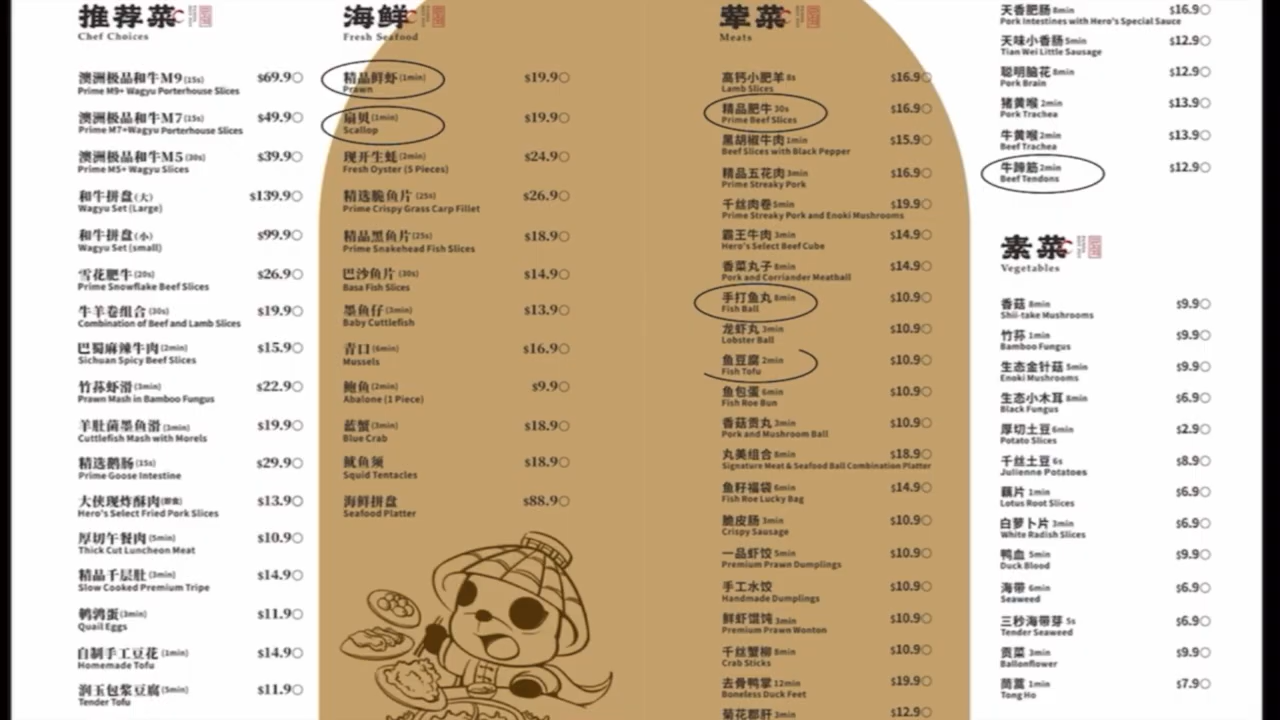 推荐菜
Chef Choices
澳洲极品和牛M9 (15s) $69.9
Prime M9+ Wagyu Porterhouse Slices
澳洲极品和牛M7 (15s) $49.9
Prime M7+Wagyu Porterhouse Slices
澳洲极品和牛M5 (30s) $39.9
Prime M5+ Wagyu Slices
和牛拼盘(大) $139.9
Wagyu Set (Large)
和牛拼盘(小) $99.9
Wagyu Set (small)
雪花肥牛(20s) $26.9
Prime Snowflake Beef Slices
牛羊卷组合(30s) $19.9
Combination of Beef and Lamb Slices
巴蜀麻辣牛肉(2min) $15.9
Sichuan Spicy Beef Slices
竹荪虾滑(3min) $22.9
Prawn Mash in Bamboo Fungus
羊肚菌墨鱼滑(3min) $19.9
Cuttlefish Mash with Morels
精选鹅肠(15s) $29.9
Prime Goose Intestine
大侠现炸酥肉(即食) $13.9
Hero's Select Fried Pork Slices
厚切午餐肉(5min) $10.9
Thick Cut Luncheon Meat
精品千层肚(3min) $14.9
Slow Cooked Premium Tripe
鹌鹑蛋(3min) $11.9
Quail Eggs
自制手工豆花(1min) $14.9
Homemade Tofu
润玉包浆豆腐(5min) $11.9
Tender Tofu
海鲜
Fresh Seafood
精品鲜虾(1min) $19.9
Prawn
扇贝(1min) $19.9
Scallop
现开生蚝(2min) $24.9
Fresh Oyster (5 Pieces)
精选脆鱼片(25s) $26.9
Prime Crispy Grass Carp Fillet
精品黑鱼片(25s) $18.9
Prime Snakehead Fish Slices
巴沙鱼片(30s) $14.9
Basa Fish Slices
墨鱼仔(3min) $13.9
Baby Cuttlefish
青口(6min) $16.9
Mussels
鲍鱼(2min) $9.9
Abalone (1 Piece)
蓝蟹(3min) $18.9
Blue Crab
鱿鱼须 $18.9
Squid Tentacles
海鲜拼盘 $88.9
Seafood Platter
荤菜
Meats
高钙小肥羊 8s $16.9
Lamb Slices
精品肥牛 30s $16.9
Prime Beef Slices
黑胡椒牛肉 1min $15.9
Beef Slices with Black Pepper
精品五花肉 3min $16.9
Prime Streaky Pork
千丝肉卷 5min $19.9
Prime Streaky Pork and Enoki Mushrooms
霸王牛肉 3min $14.9
Hero's Select Beef Cube
香菜丸子 8min $14.9
Pork and Corriander Meatball
手打鱼丸 8min $10.9
Fish Ball
龙虾丸 3min $10.9
Lobster Ball
鱼豆腐 2min $10.9
Fish Tofu
鱼包蛋 6min $10.9
Fish Roe Bun
香菇贡丸 3min $10.9
Pork and Mushroom Ball
丸美组合 8min $18.9
Signature Meat & Seafood Ball Combination Platter
鱼籽福袋 6min $14.9
Fish Roe Lucky Bag
脆皮肠 3min $10.9
Crispy Sausage
一品虾饺 5min $10.9
Premium Prawn Dumplings
手工水饺 $10.9
Handmade Dumplings
鲜虾馄饨 3min $10.9
Premium Prawn Wonton
千丝蟹柳 8min $10.9
Crab Sticks
去骨鸭掌 12min $19.9
Boneless Duck Feet
菊花郡肝 3min $12.9
天香肥肠 8min $16.9
Pork Intestines with Hero's Special Sauce
天味小香肠 5min $12.9
Tian Wei Little Sausage
聪明脑花 8min $12.9
Pork Brain
猪黄喉 2min $13.9
Pork Trachea
牛黄喉 2min $13.9
Beef Trachea
牛蹄筋 2min $12.9
Beef Tendons
素菜
Vegetables
香菇 8min $9.9
Shii-take Mushrooms
竹荪 1min $9.9
Bamboo Fungus
生态金针菇 5min $9.9
Enoki Mushrooms
生态小木耳 8min $6.9
Black Fungus
厚切土豆 6min $2.9
Potato Slices
千丝土豆 6s $8.9
Julienne Potatoes
藕片 1min $6.9
Lotus Root Slices
白萝卜片 3min $6.9
White Radish Slices
鸭血 5min $9.9
Duck Blood
海带 6min $6.9
Seaweed
三秒海带芽 5s $6.9
Tender Seaweed
贡菜 3min $9.9
Ballonflower
茼蒿 1min $7.9
Tong Ho